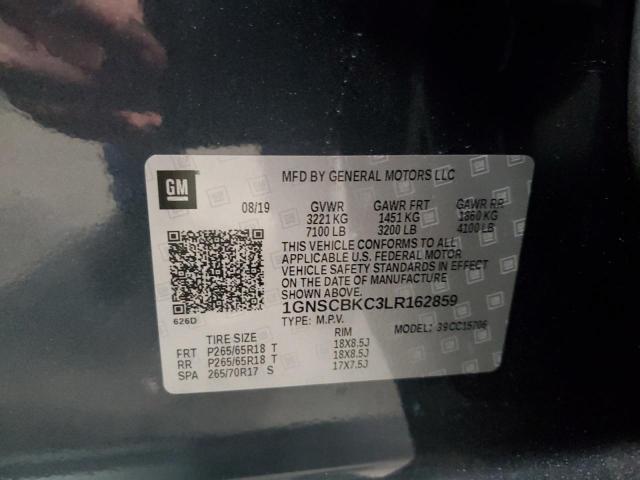 GM
MFD BY GENERAL MOTORS LLC
08/19 GVWR GAWR FRT GAWR RR
3221 KG 1451 KG 1860 KG
7100 LB 3200 LB 4100 LB
THIS VEHICLE CONFORMS TO ALL
APPLICABLE U.S. FEDERAL MOTOR
VEHICLE SAFETY STANDARDS IN EFFECT
ON THE DATE OF MANUFACTURE
SHOWN ABOVE.
1GNSCBKC3LR162859
626D TYPE: M.P.V. MODEL: 39CC15706
TIRE SIZE RIM
FRT P265/65R18 T 18X8.5J
RR P265/65R18 T 18X8.5J
SPA 265/70R17 S 17X7.5J